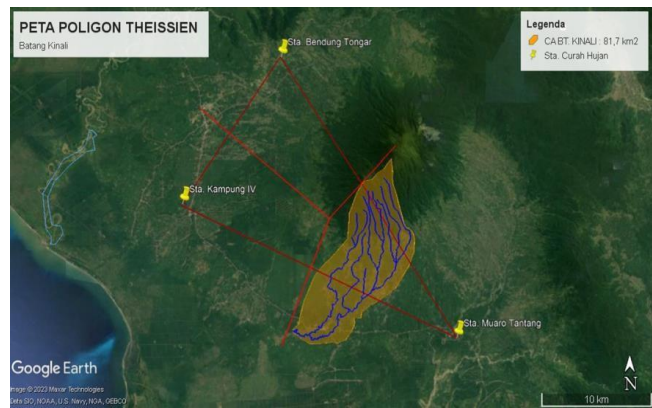 PETA POLIGON THEISSIEN
Batang Kinali
Legenda
CA BT. KINALI : 81,7 km2
Sta. Curah Hujan
Sta. Bendung Tongar
Sta. Kampung IV
Sta. Muaro Tantang
Google Earth
Image © 2023 Maxar Technologies
Data SIO, NOAA, U.S. Navy, NGA, GEBCO
N
10 km